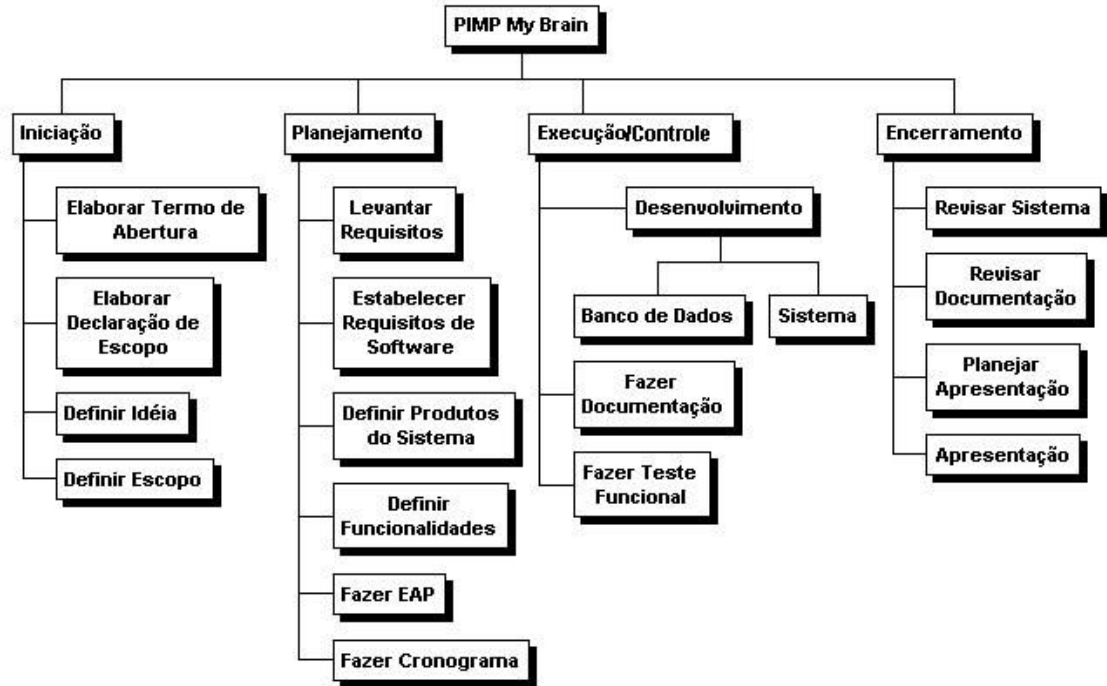 PIMP My Brain
Iniciação
Elaborar Termo de
Abertura
Elaborar
Declaração de
Escopo
Definir Idéia
Definir Escopo
Planejamento
Levantar
Requisitos
Estabelecer
Requisitos de
Software
Definir Produtos
do Sistema
Definir
Funcionalidades
Fazer EAP
Fazer Cronograma
Execução/Controle
Desenvolvimento
Banco de Dados
Sistema
Fazer
Documentação
Fazer Teste
Funcional
Encerramento
Revisar Sistema
Revisar
Documentação
Planejar
Apresentação
Apresentação